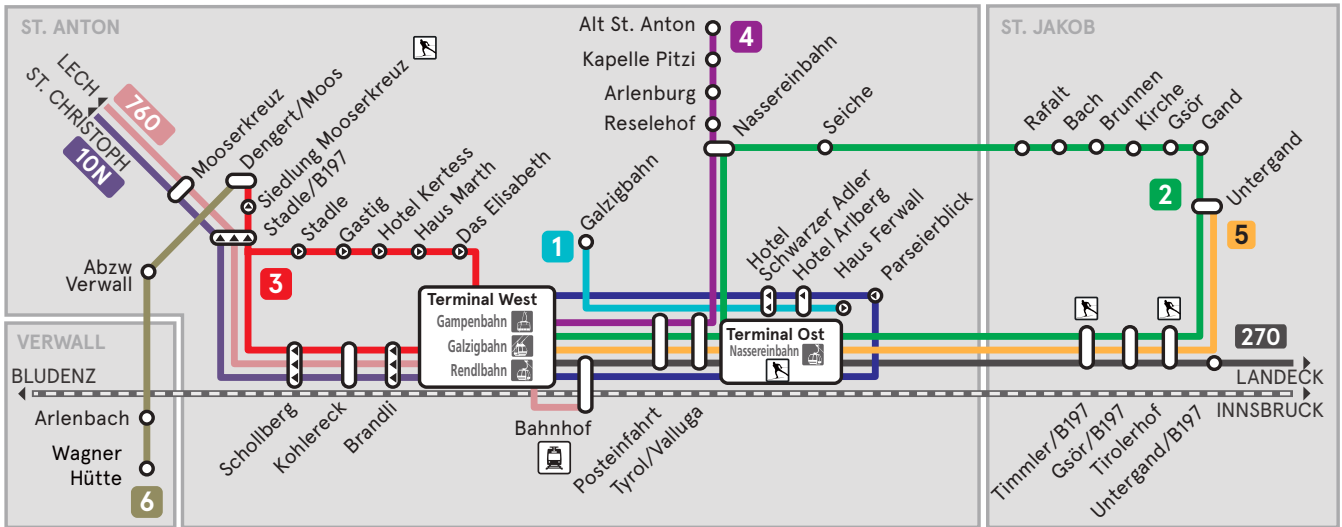 ST. ANTON
ST. JAKOB
LECH
ST. CHRISTOPH
760
10N
Mooserkreuz
Dengert/Moos
Siedlung Mooserkreuz
Stadle/B197
Stadle
Gastig
Hotel Kertess
Haus Marth
Das Elisabeth
Alt St. Anton
4
Kapelle Pitzi
Arlenburg
Reselehof
Nassereinbahn
Seiche
Rafalt
Bach
Brunnen
Kirche
Gsör
Gand
Untergand
2
5
1
Galzigbahn
Hotel
Schwarzer Adler
Hotel Arlberg
Haus Ferwall
Parseierblick
Abzw
Verwall
3
Terminal West
Gampenbahn
Galzigbahn
Rendlbahn
Terminal Ost
Nassereinbahn
270
VERWALL
BLUDENZ
LANDECK
INNSBRUCK
Arlenbach
Wagner
Hütte
6
Schollberg
Kohlereck
Brandli
Bahnhof
Posteinfahrt
Tyrol/Valluga
Timmler/B197
Gsör/B197
Tirolerhof
Untergand/B197